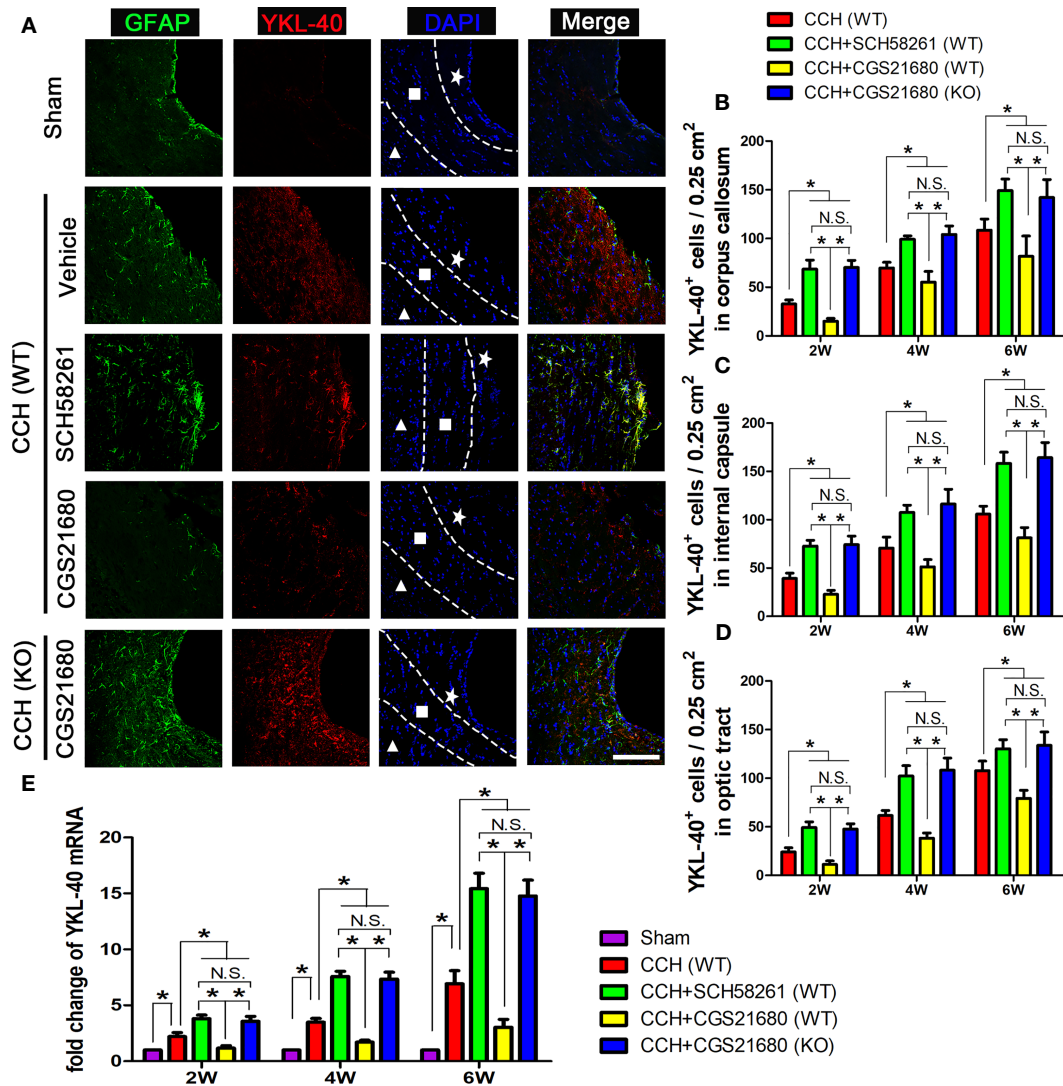 A
GFAP YKL-40 DAPI Merge
Sham
CCH (WT)
Vehicle
SCH58261
CGS21680
CCH (KO)
CGS21680
CCH (WT)
CCH+SCH58261 (WT)
CCH+CGS21680 (WT)
CCH+CGS21680 (KO)
B
YKL-40+ cells / 0.25 cm2
in corpus callosum
200
150
100
50
0
*
N.S.
* *
*
N.S.
* *
*
N.S.
* *
2W 4W 6W
C
YKL-40+ cells / 0.25 cm2
in internal capsule
200
150
100
50
0
*
N.S.
* *
*
N.S.
* *
*
N.S.
* *
2W 4W 6W
D
YKL-40+ cells / 0.25 cm2
in optic tract
200
150
100
50
0
*
N.S.
* *
*
N.S.
* *
*
N.S.
* *
2W 4W 6W
E
fold change of YKL-40 mRNA
20
15
10
5
0
*
*
N.S.
* *
*
*
N.S.
* *
*
*
N.S.
* *
2W 4W 6W
Sham
CCH (WT)
CCH+SCH58261 (WT)
CCH+CGS21680 (WT)
CCH+CGS21680 (KO)